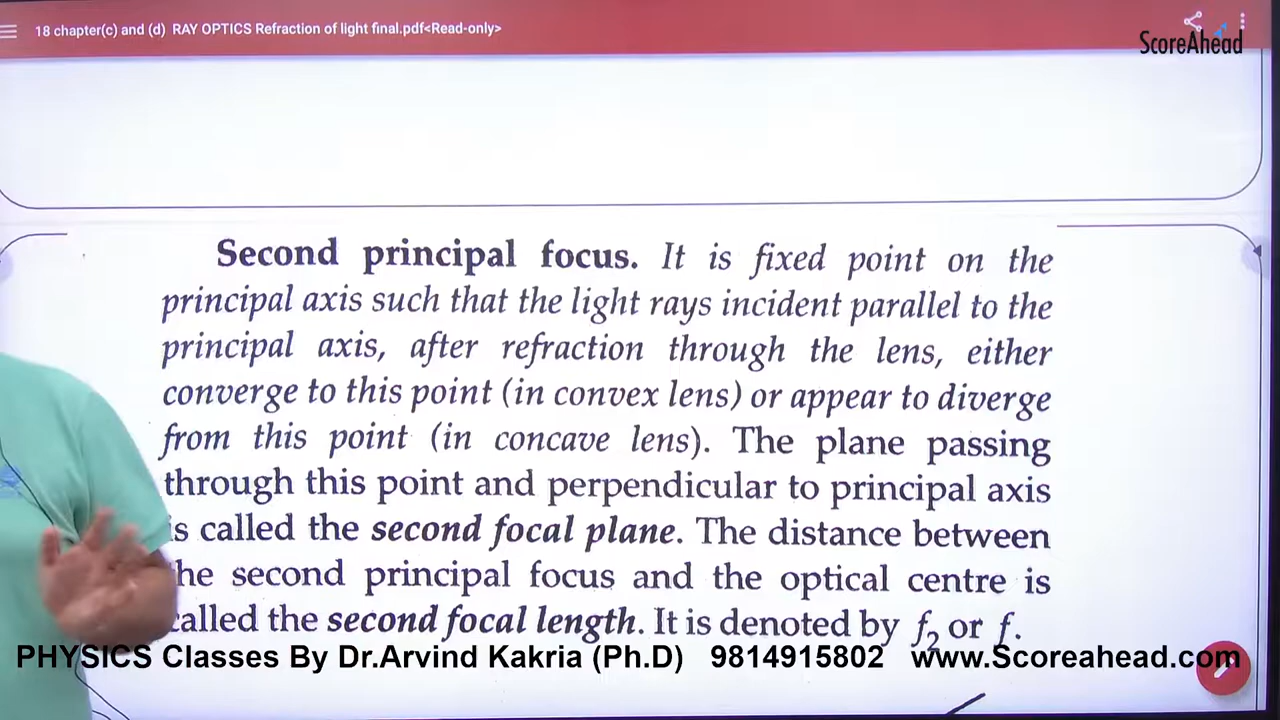 18 chapter(c) and (d) RAY OPTICS Refraction of light final.pdf<Read-only>
ScoreAhead
Second principal focus. It is fixed point on the
principal axis such that the light rays incident parallel to the
principal axis, after refraction through the lens, either
converge to this point (in convex lens) or appear to diverge
from this point (in concave lens). The plane passing
through this point and perpendicular to principal axis
is called the second focal plane. The distance between
the second principal focus and the optical centre is
called the second focal length. It is denoted by f₂ or f.
PHYSICS Classes By Dr.Arvind Kakria (Ph.D) 9814915802 www.Scoreahead.com